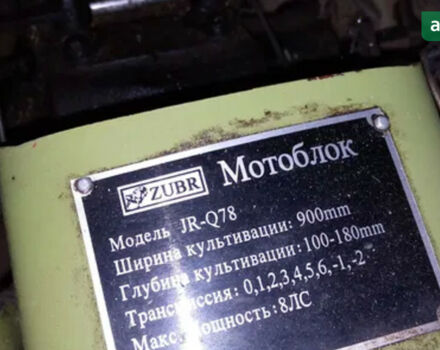 ZUBR
Мотоблок
Модель JR-Q78
Ширина культивации: 900mm
Глубина культивации: 100-180mm
Трансмиссия: 0,1,2,3,4,5,6,-1,-2
Макс. мощность: 8ЛС
a